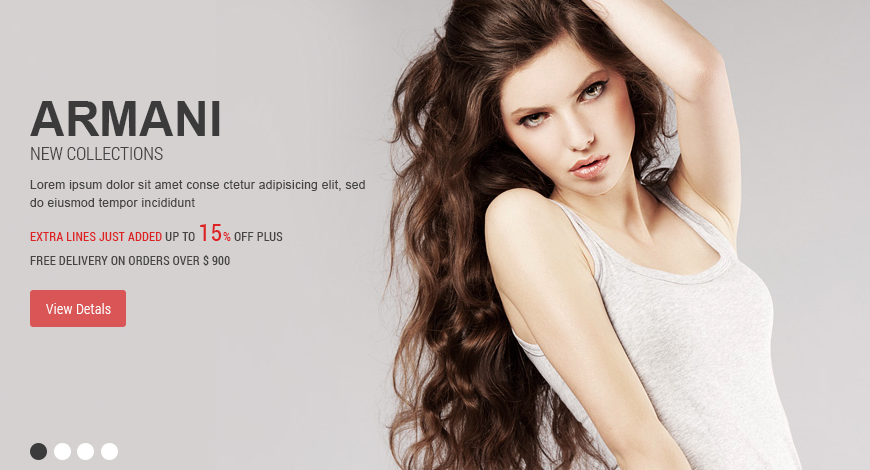 ARMANI
NEW COLLECTIONS
Lorem ipsum dolor sit amet conse ctetur adipisicing elit, sed
do eiusmod tempor incididunt
EXTRA LINES JUST ADDED UP TO 15% OFF PLUS
FREE DELIVERY ON ORDERS OVER $ 900
View Detals